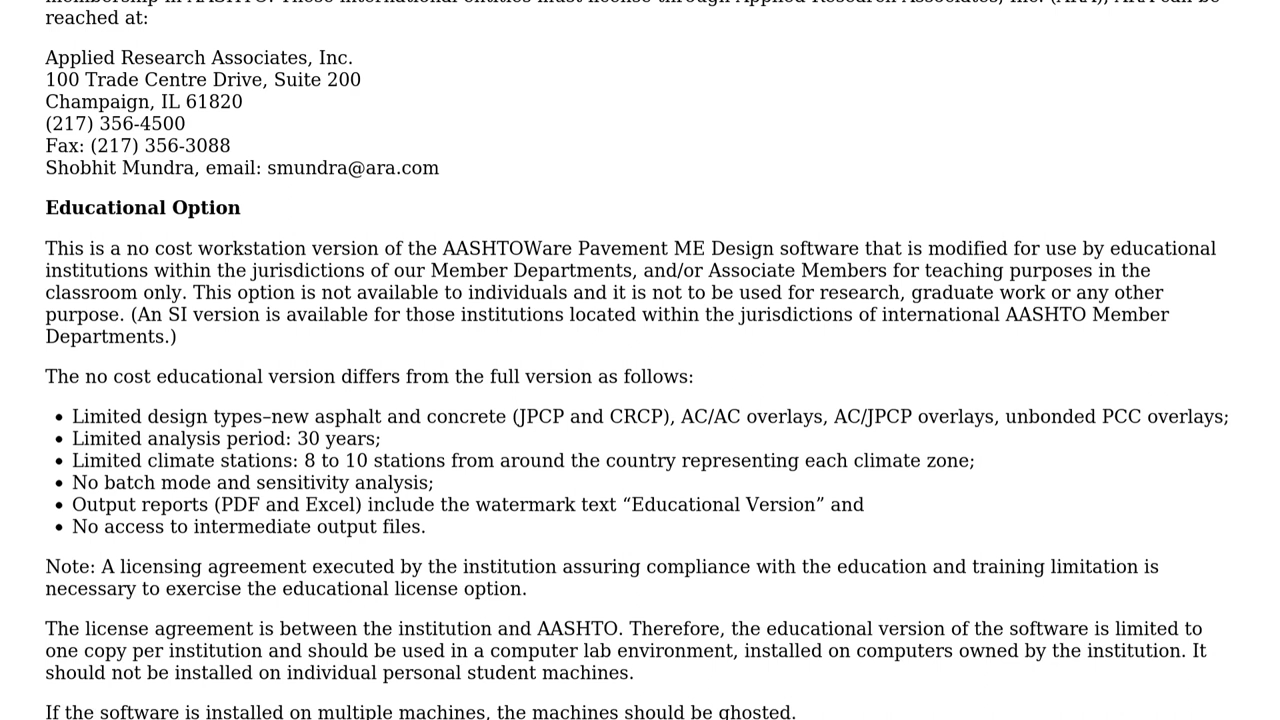 reached at:
Applied Research Associates, Inc.
100 Trade Centre Drive, Suite 200
Champaign, IL 61820
(217) 356-4500
Fax: (217) 356-3088
Shobhit Mundra, email: smundra@ara.com
Educational Option
This is a no cost workstation version of the AASHTOWare Pavement ME Design software that is modified for use by educational
institutions within the jurisdictions of our Member Departments, and/or Associate Members for teaching purposes in the
classroom only. This option is not available to individuals and it is not to be used for research, graduate work or any other
purpose. (An SI version is available for those institutions located within the jurisdictions of international AASHTO Member
Departments.)
The no cost educational version differs from the full version as follows:
• Limited design types–new asphalt and concrete (JPCP and CRCP), AC/AC overlays, AC/JPCP overlays, unbonded PCC overlays;
• Limited analysis period: 30 years;
• Limited climate stations: 8 to 10 stations from around the country representing each climate zone;
• No batch mode and sensitivity analysis;
• Output reports (PDF and Excel) include the watermark text “Educational Version” and
• No access to intermediate output files.
Note: A licensing agreement executed by the institution assuring compliance with the education and training limitation is
necessary to exercise the educational license option.
The license agreement is between the institution and AASHTO. Therefore, the educational version of the software is limited to
one copy per institution and should be used in a computer lab environment, installed on computers owned by the institution. It
should not be installed on individual personal student machines.
If the software is installed on multiple machines, the machines should be ghosted.